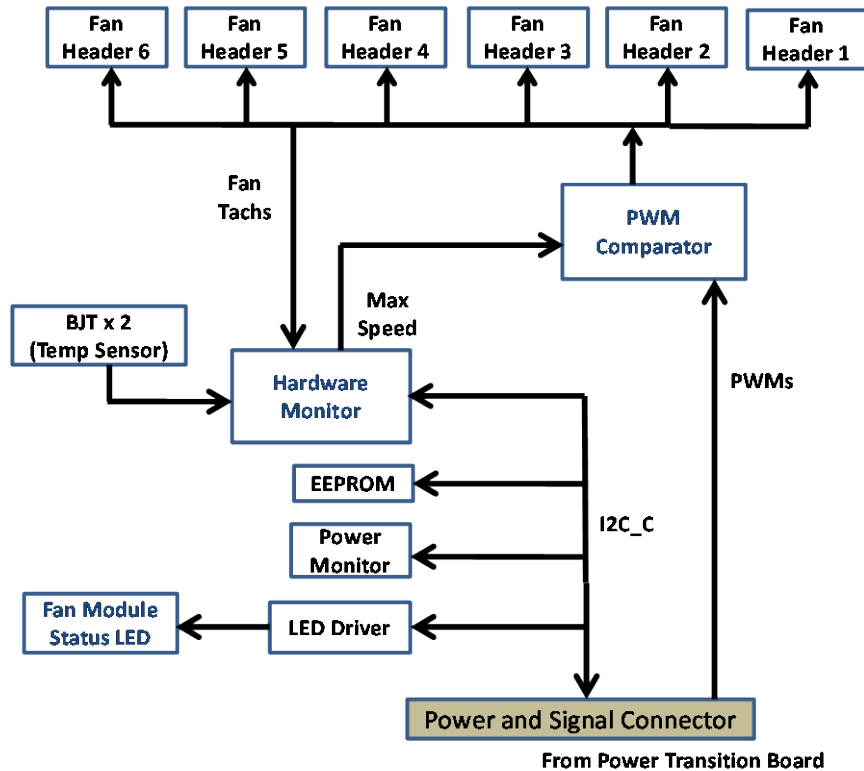 Fan
Header 6
Fan
Header 5
Fan
Header 4
Fan
Header 3
Fan
Header 2
Fan
Header 1
Fan
Tachs
PWM
Comparator
Max
Speed
BJT x 2
(Temp Sensor)
Hardware
Monitor
PWMs
EEPROM
I2C_C
Power
Monitor
Fan Module
Status LED
LED Driver
Power and Signal Connector
From Power Transition Board